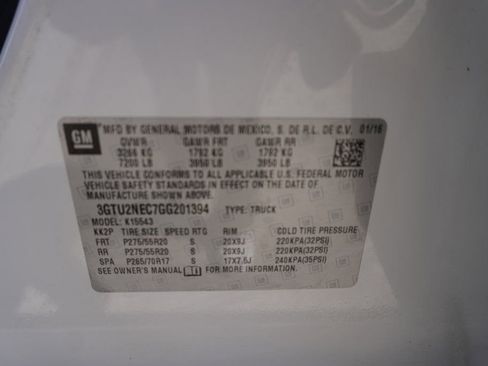 GM
MFD BY GENERAL MOTORS DE MEXICO, S. DE R.L. DE C.V. 01/16
GVWR GAWR FRT GAWR RR
3266 KG 1792 KG 1792 KG
7200 LB 3950 LB 3950 LB
THIS VEHICLE CONFORMS TO ALL APPLICABLE U.S. FEDERAL MOTOR
VEHICLE SAFETY STANDARDS IN EFFECT ON THE DATE OF
MANUFACTURE SHOWN ABOVE.
3GTU2NEC7GG201394 TYPE: TRUCK
MODEL: K15543
KK2P TIRE SIZE SPEED RTG RIM COLD TIRE PRESSURE
FRT P275/55R20 S 20X9J 220KPA(32PSI)
RR P275/55R20 S 20X9J 220KPA(32PSI)
SPA P265/70R17 S 17X7.5J 240KPA(35PSI)
SEE OWNER'S MANUAL FOR MORE INFORMATION.